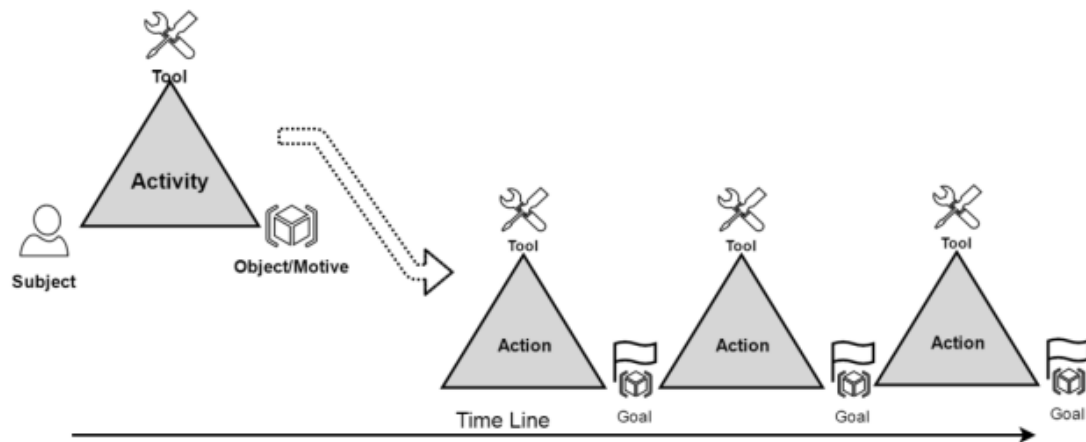 Tool
Activity
Subject
Object/Motive
Tool
Tool
Tool
Action
Action
Action
Goal
Goal
Goal
Time Line